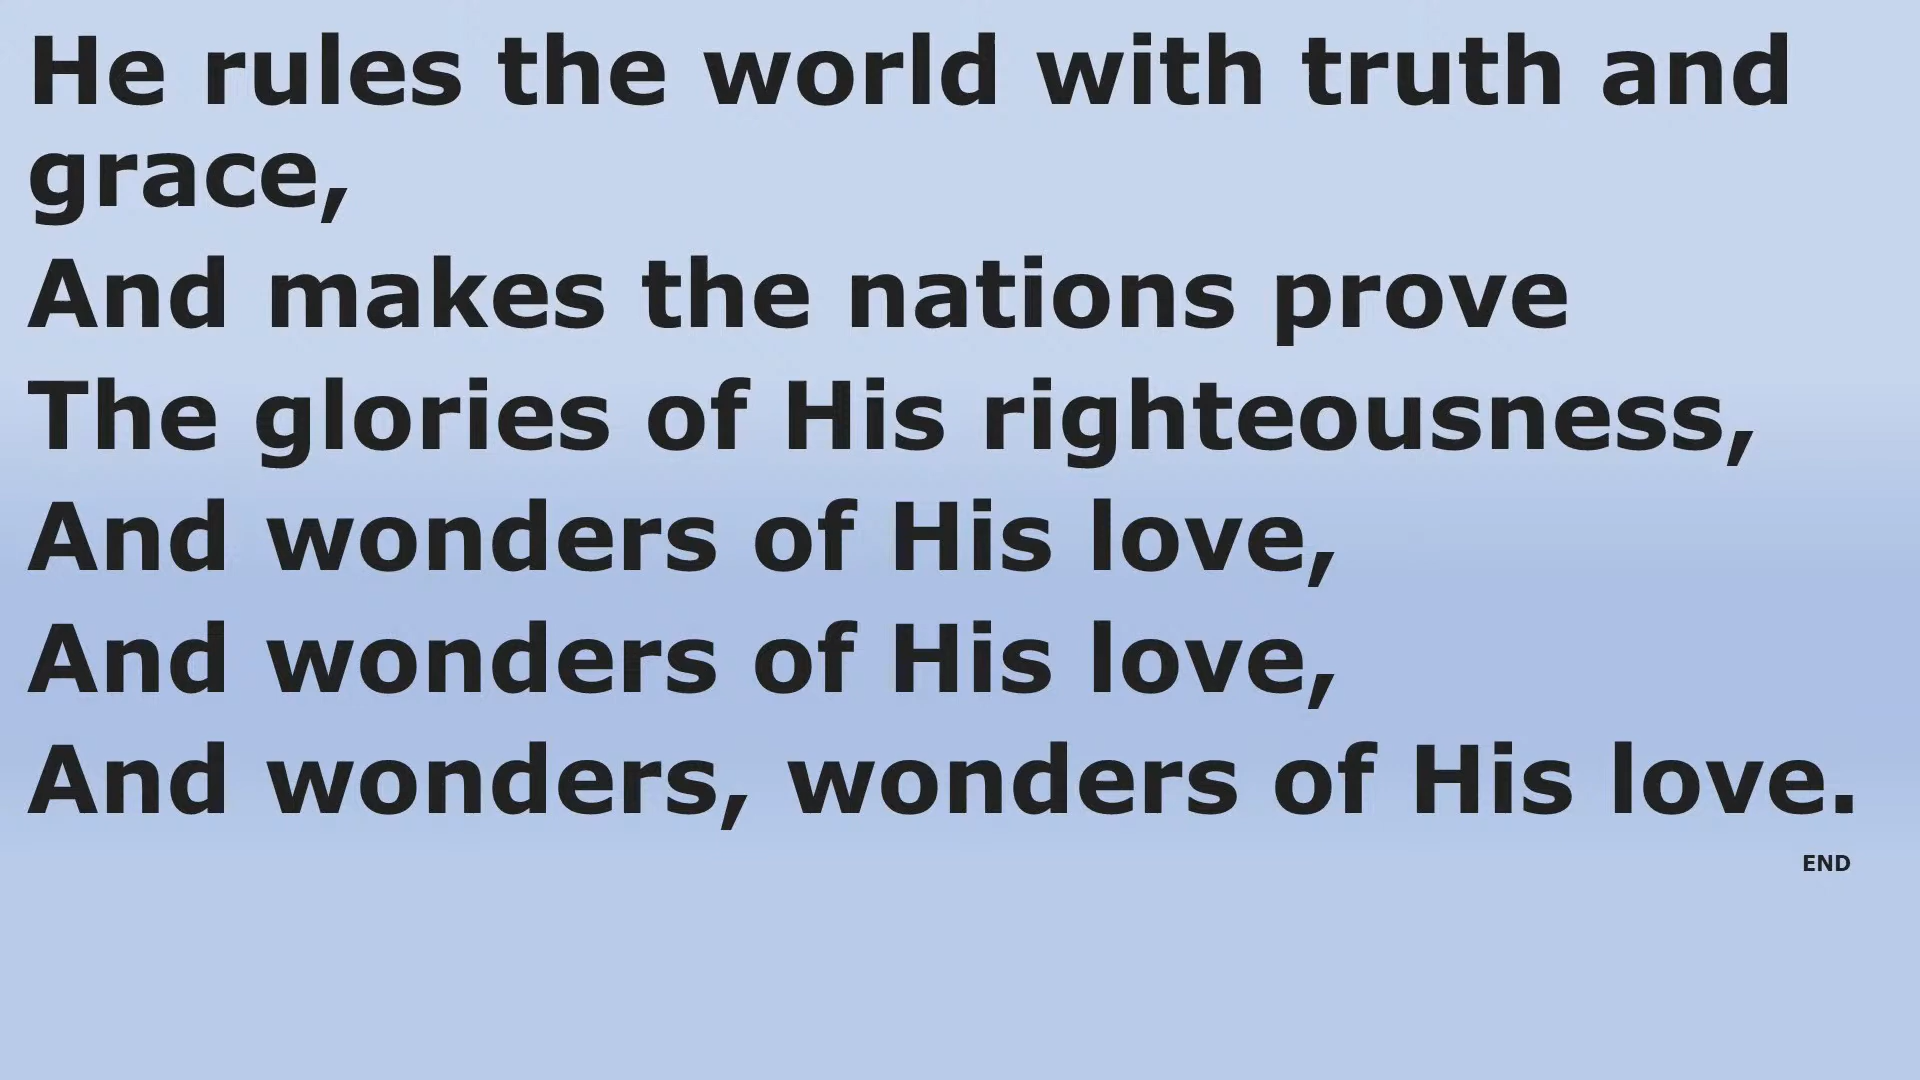 He rules the world with truth and
grace,
And makes the nations prove
The glories of His righteousness,
And wonders of His love,
And wonders of His love,
And wonders, wonders of His love.
END